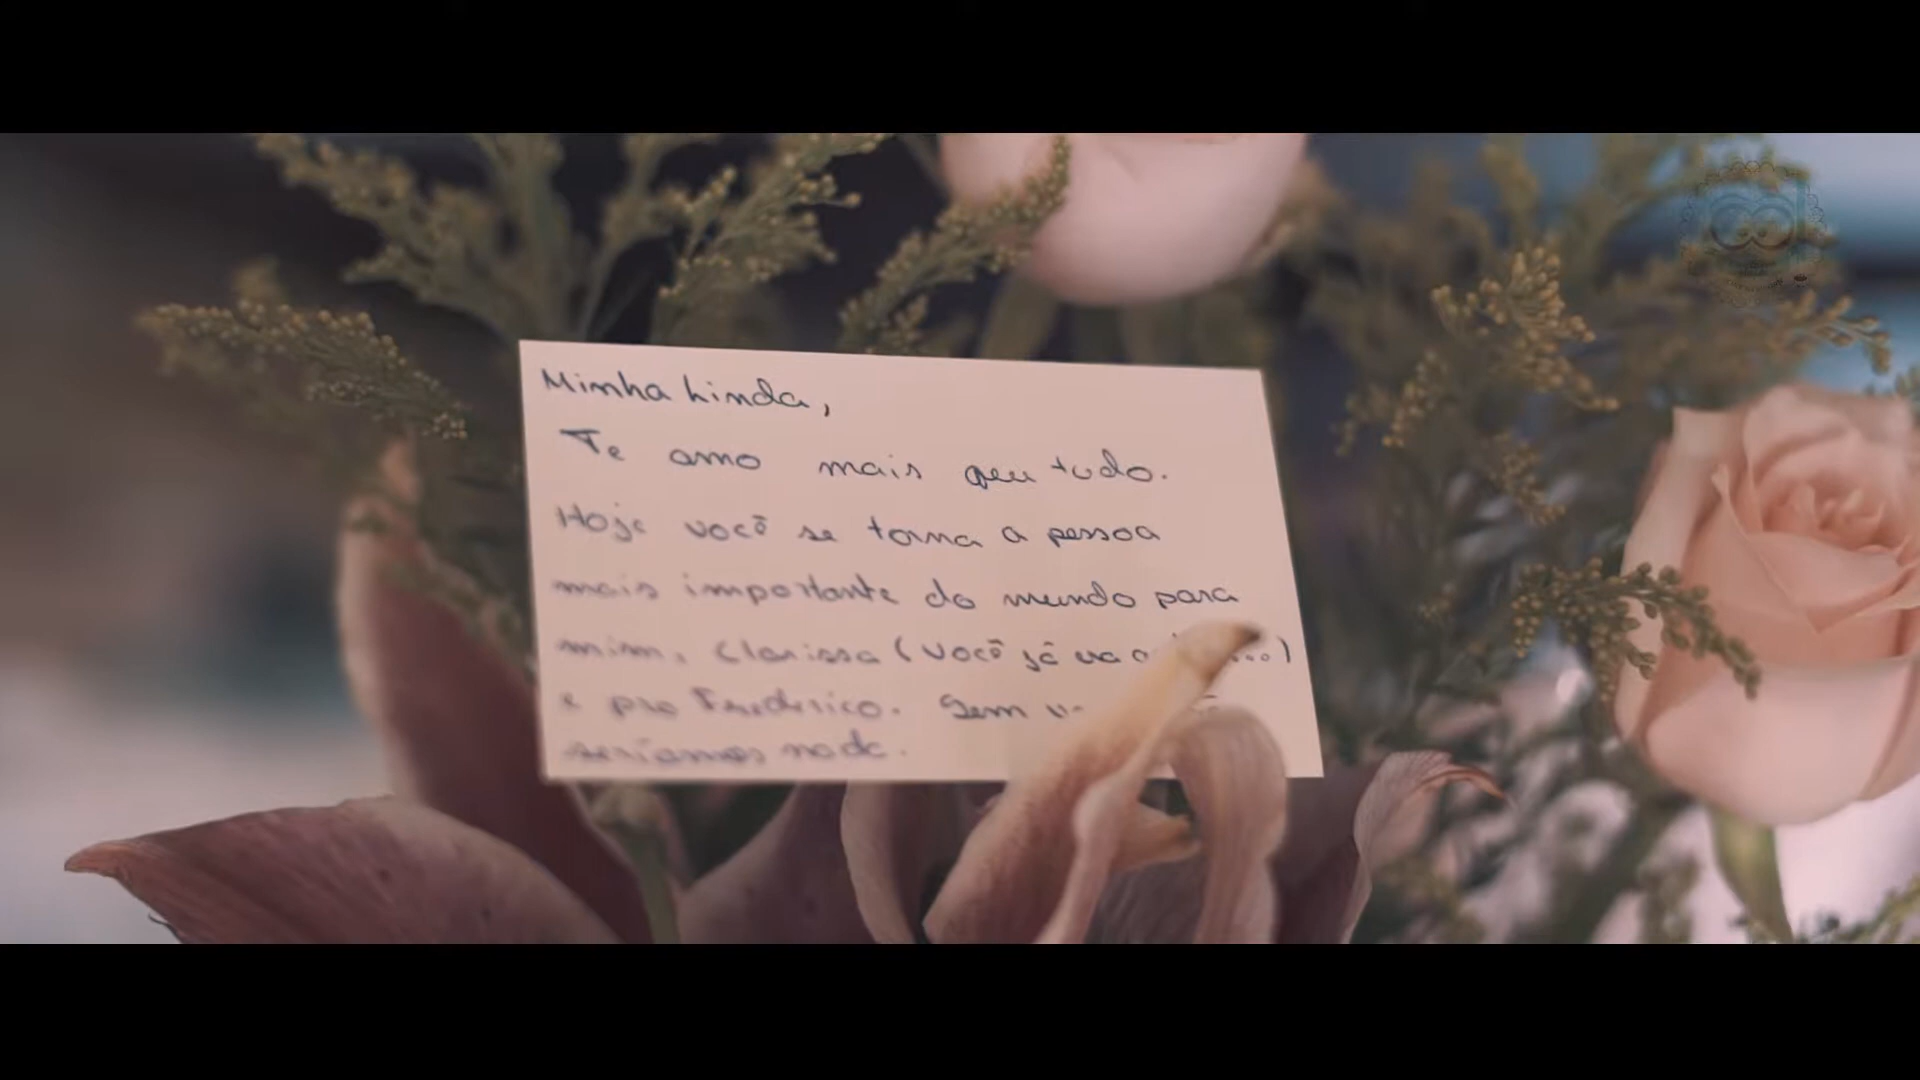 Minha Linda,
Te amo mais que tudo.
Hoje você se torna a pessoa
mais importante do mundo para
mim, Clarissa (você já era
e pro Frederico. Sem
seríamos nada.